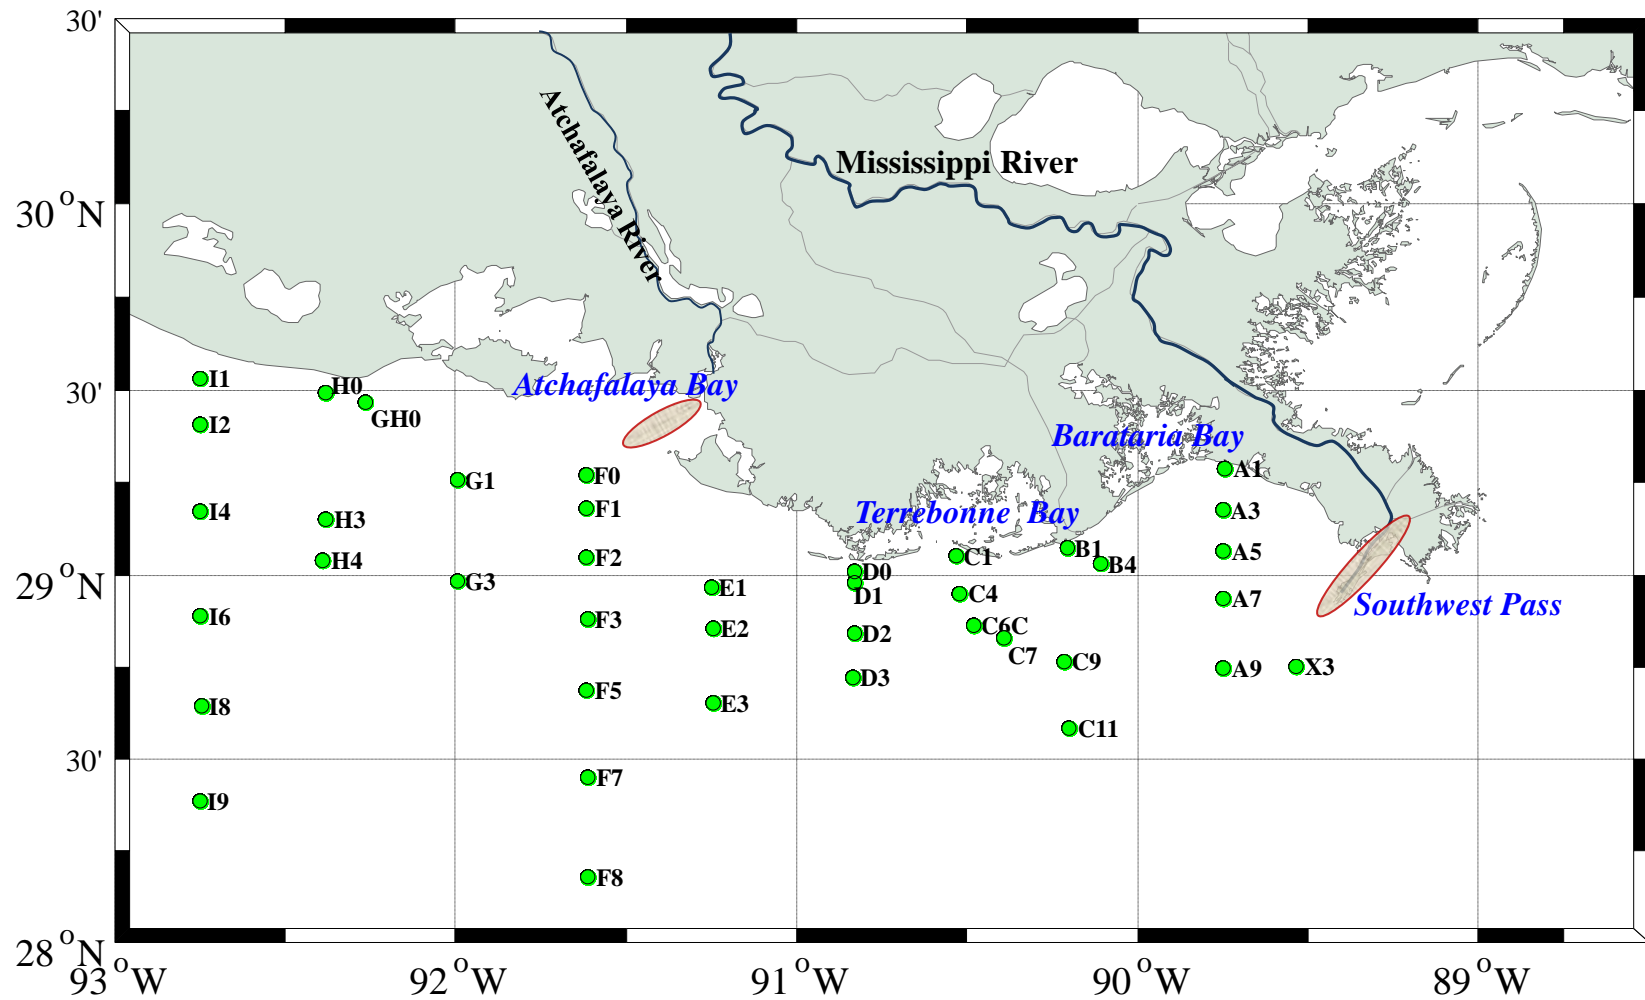 30'
Atchafalaya River
Mississippi River
30°N
I1
H0
30'
Atchafalaya Bay
GH0
I2
Barataria Bay
G1
F0
A1
I4
H3
F1
Terrebonne Bay
A3
H4
F2
C1
B1
B4
A5
29°N
G3
E1
D0
D1
C4
A7
Southwest Pass
I6
F3
E2
D2
C6C
C7
C9
A9
X3
I8
F5
E3
D3
C11
30'
F7
I9
F8
28°N
93°W
92°W
91°W
90°W
89°W